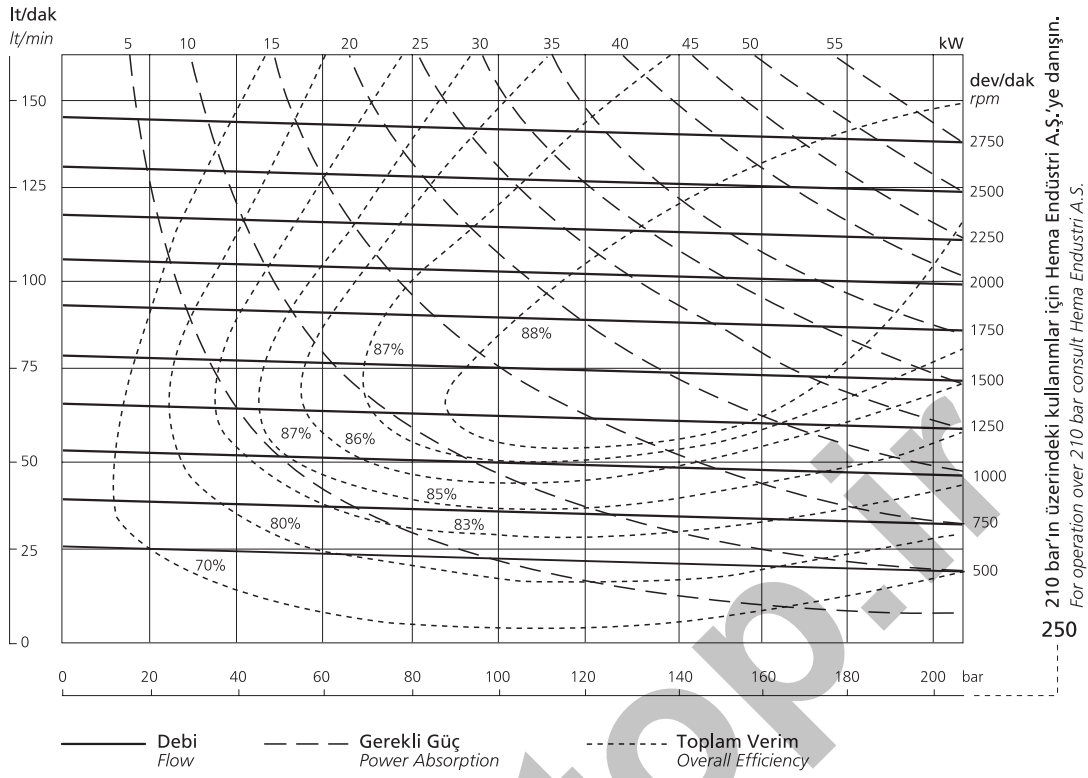 lt/dak
lt/min
5 10 15 20 25 30 35 40 45 50 55 kW
dev/dak
rpm
150
125
100
75
50
25
0
2750
2500
2250
2000
1750
1500
1250
1000
750
500
88%
87%
87%
86%
85%
83%
80%
70%
0 20 40 60 80 100 120 140 160 180 200 bar
250
210 bar'ın üzerindeki kullanımlar için Hema Endüstri A.Ş.'ye danışın.
For operation over 210 bar consult Hema Endustri A.S.
Debi
Flow
Gerekli Güç
Power Absorption
Toplam Verim
Overall Efficiency
top.ir